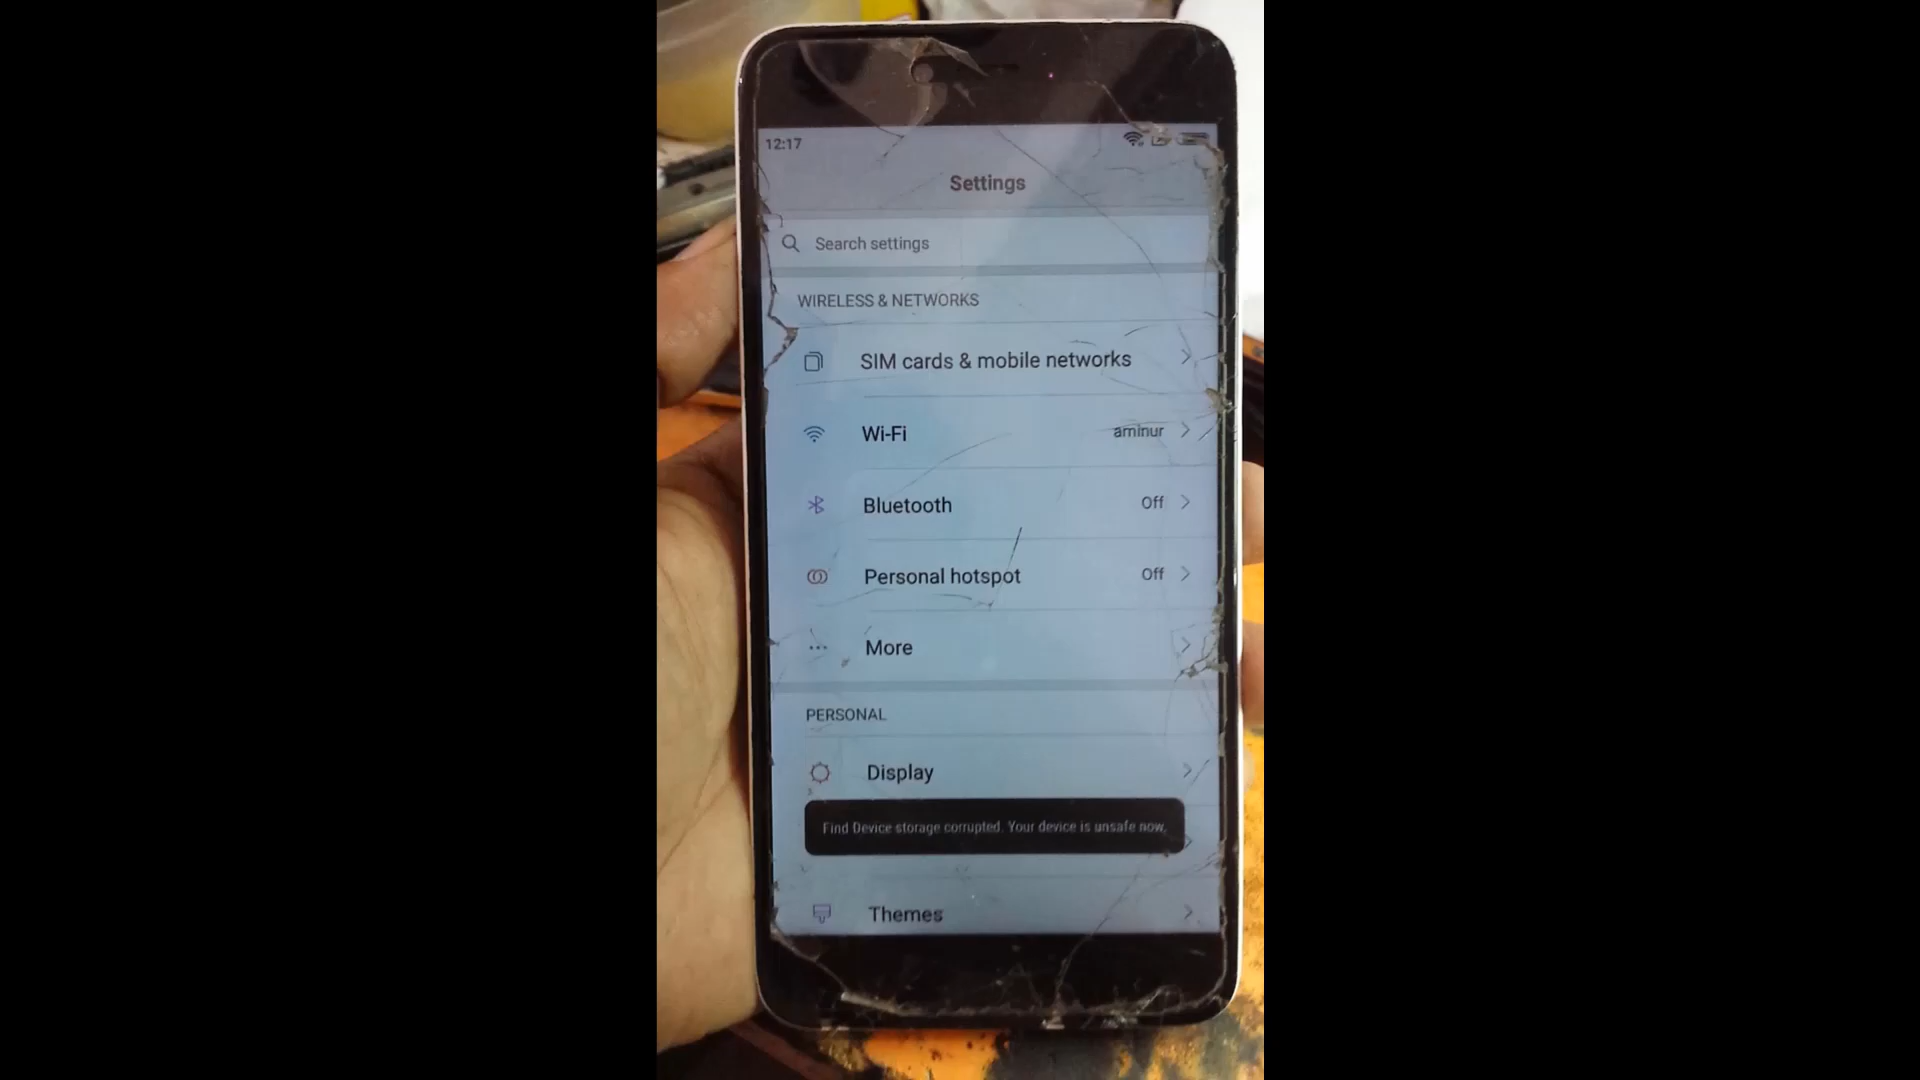 12:17
Settings
Search settings
WIRELESS & NETWORKS
SIM cards & mobile networks
Wi-Fi aminur
Bluetooth Off
Personal hotspot Off
More
PERSONAL
Display
Find Device storage corrupted. Your device is unsafe now.
Themes